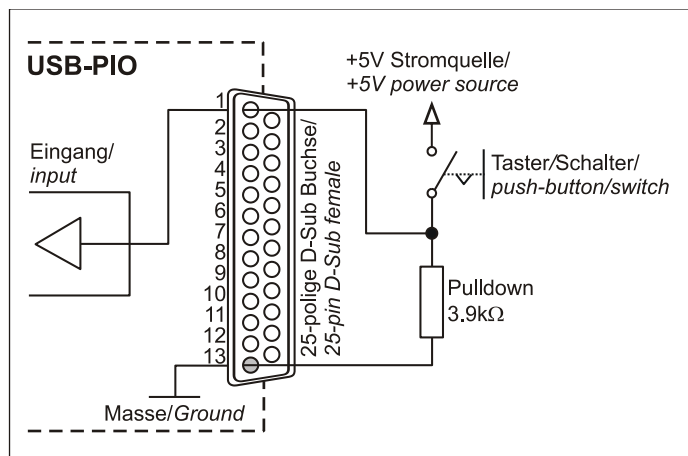 USB-PIO
+5V Stromquelle/
+5V power source
Eingang/
input
1
2
3
4
5
6
7
8
9
10
11
12
13
25-polige D-Sub Buchse/
25-pin D-Sub female
Taster/Schalter/
push-button/switch
Pulldown
3.9kΩ
Masse/Ground